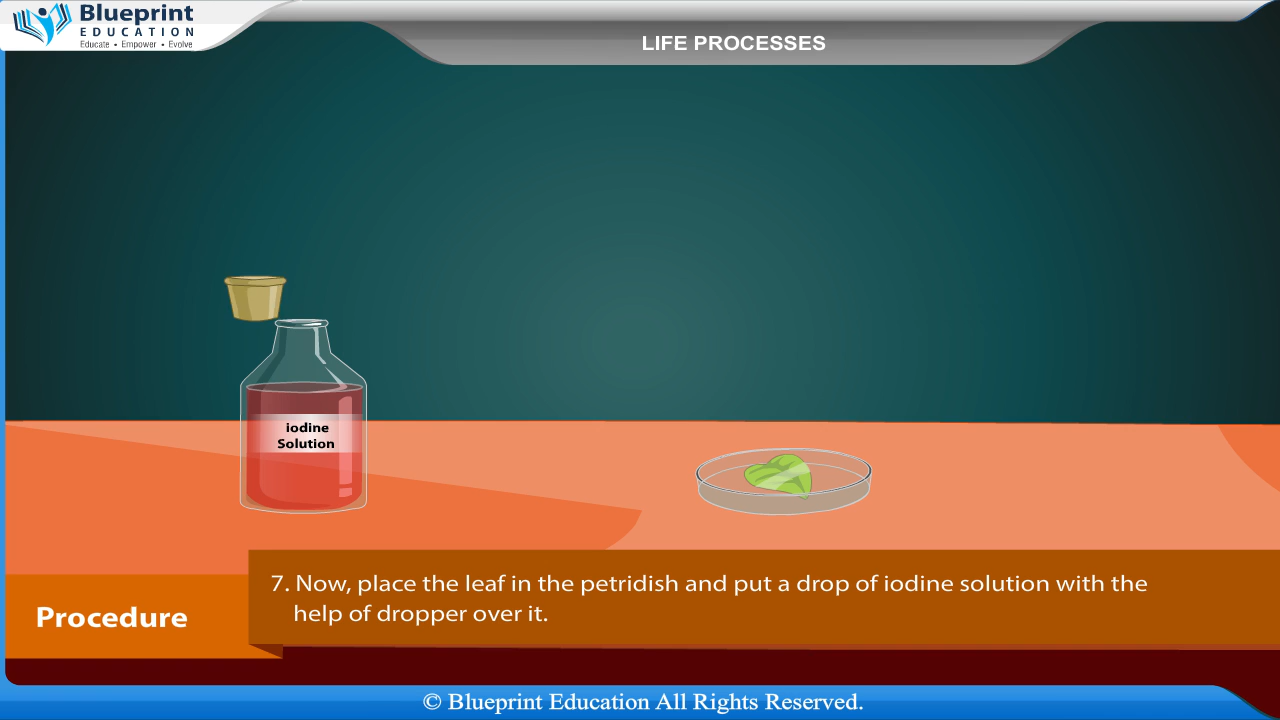 Blueprint
EDUCATION
Educate • Empower • Evolve
LIFE PROCESSES
iodine
Solution
7. Now, place the leaf in the petridish and put a drop of iodine solution with the
help of dropper over it.
Procedure
© Blueprint Education All Rights Reserved.